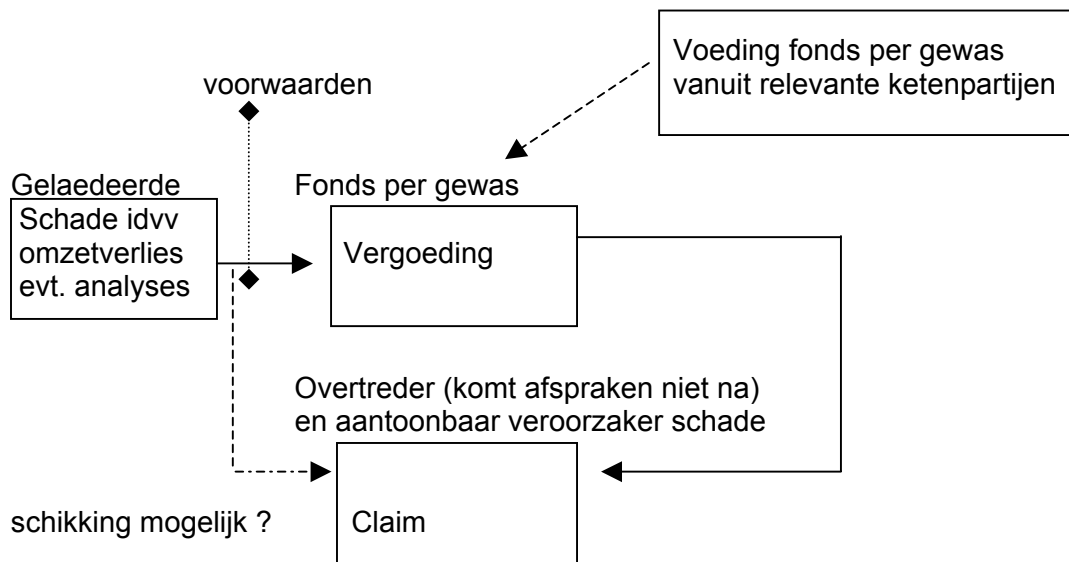 Voeding fonds per gewas
vanuit relevante ketenpartijen
voorwaarden
Gelaedeerde
Schade idvv
omzetverlies
evt. analyses
Fonds per gewas
Vergoeding
Overtreder (komt afspraken niet na)
en aantoonbaar veroorzaker schade
schikking mogelijk ?
Claim